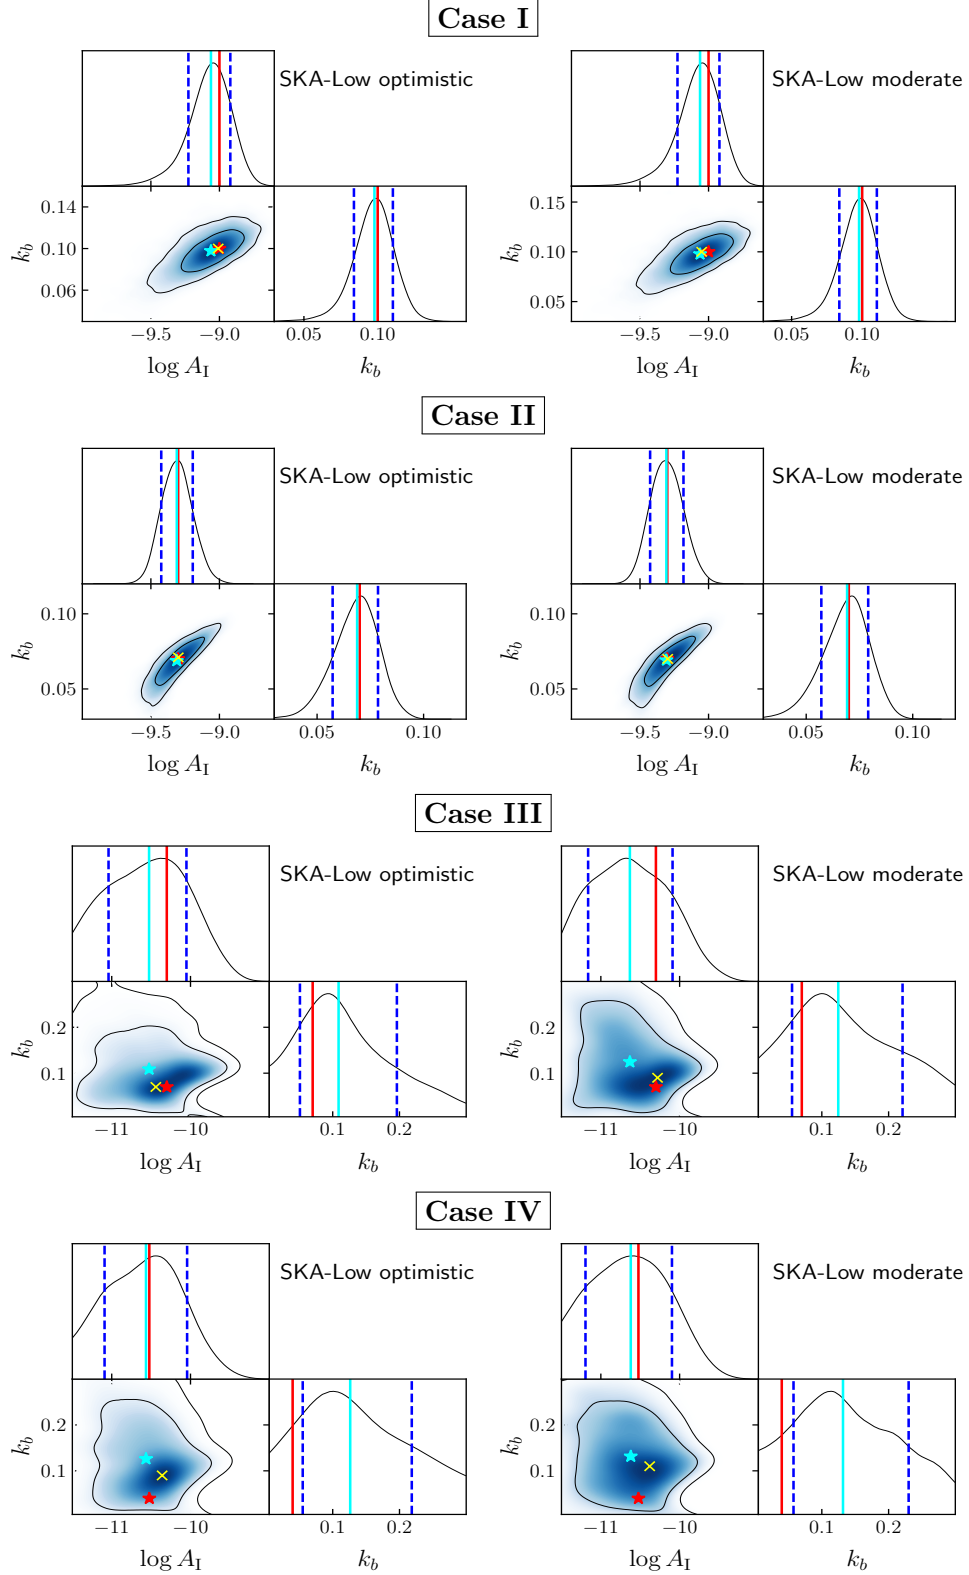 Case I
SKA-Low optimistic
SKA-Low moderate
0.14
0.10
0.06
k_b
−9.5 −9.0
log A_I
0.05 0.10
k_b
0.15
0.10
0.05
k_b
−9.5 −9.0
log A_I
0.05 0.10
k_b
Case II
SKA-Low optimistic
SKA-Low moderate
0.10
0.05
k_b
−9.5 −9.0
log A_I
0.05 0.10
k_b
0.10
0.05
k_b
−9.5 −9.0
log A_I
0.05 0.10
k_b
Case III
SKA-Low optimistic
SKA-Low moderate
0.2
0.1
k_b
−11 −10
log A_I
0.1 0.2
k_b
0.2
0.1
k_b
−11 −10
log A_I
0.1 0.2
k_b
Case IV
SKA-Low optimistic
SKA-Low moderate
0.2
0.1
k_b
−11 −10
log A_I
0.1 0.2
k_b
0.2
0.1
k_b
−11 −10
log A_I
0.1 0.2
k_b